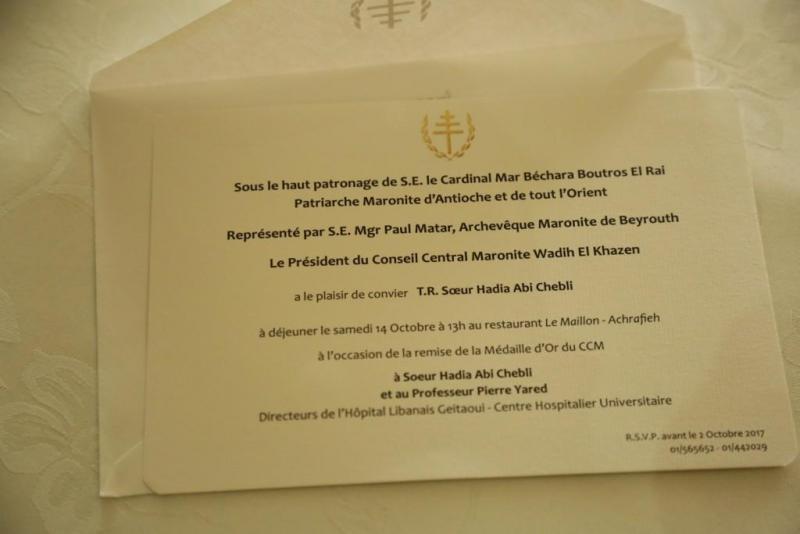 Sous le haut patronage de S.E. le Cardinal Mar Béchara Boutros El Rai
Patriarche Maronite d'Antioche et de tout l'Orient
Représenté par S.E. Mgr Paul Matar, Archevêque Maronite de Beyrouth
Le Président du Conseil Central Maronite Wadih El Khazen
a le plaisir de convier T.R. Sœur Hadia Abi Chebli
à déjeuner le samedi 14 Octobre à 13h au restaurant Le Maillon - Achrafieh
à l'occasion de la remise de la Médaille d'Or du CCM
à Soeur Hadia Abi Chebli
et au Professeur Pierre Yared
Directeurs de l'Hôpital Libanais Geitaoui - Centre Hospitalier Universitaire
R.S.V.P. avant le 2 Octobre 2017
01/565652 - 01/442029